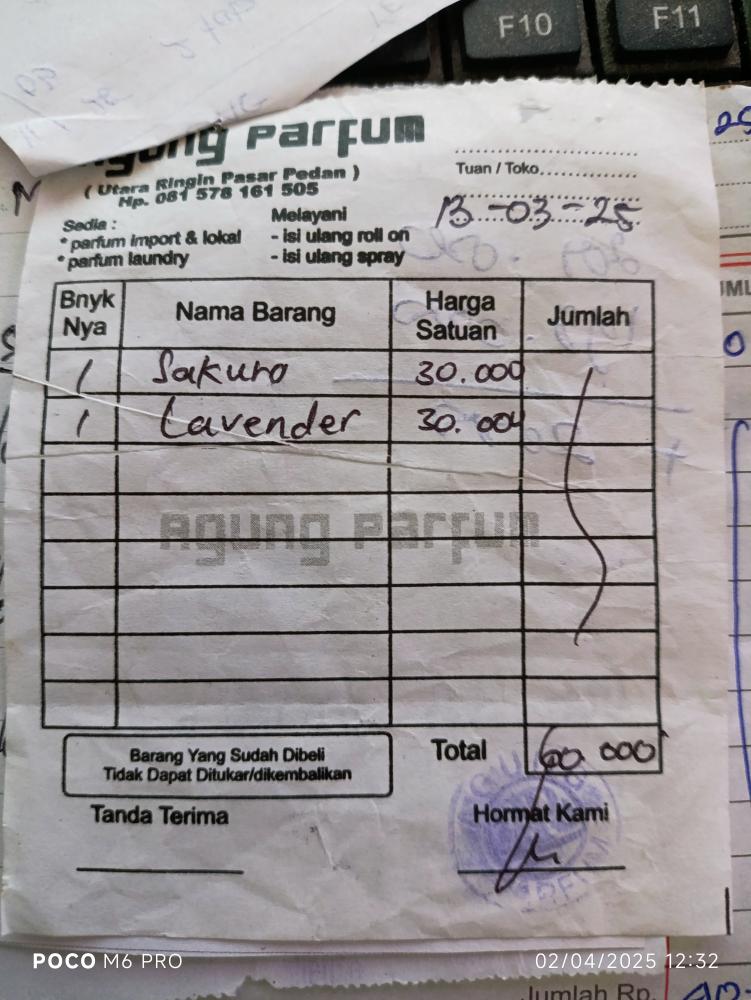 F10
F11
Agung Parfum
( Utara Ringin Pasar Pedan )
Hp. 081 578 161 505
Tuan / Toko
13-03-25
Sedia :
* parfum import & lokal
* parfum laundry
Melayani
- isi ulang roll on
- isi ulang spray
Bnyk Nya Nama Barang Harga Satuan Jumlah
1 Sakura 30.000
1 Lavender 30.000
Agung Parfum
Barang Yang Sudah Dibeli
Tidak Dapat Ditukar/dikembalikan
Total 60 000
Tanda Terima
Hormat Kami
Jumlah Rp.
POCO M6 PRO
02/04/2025 12:32